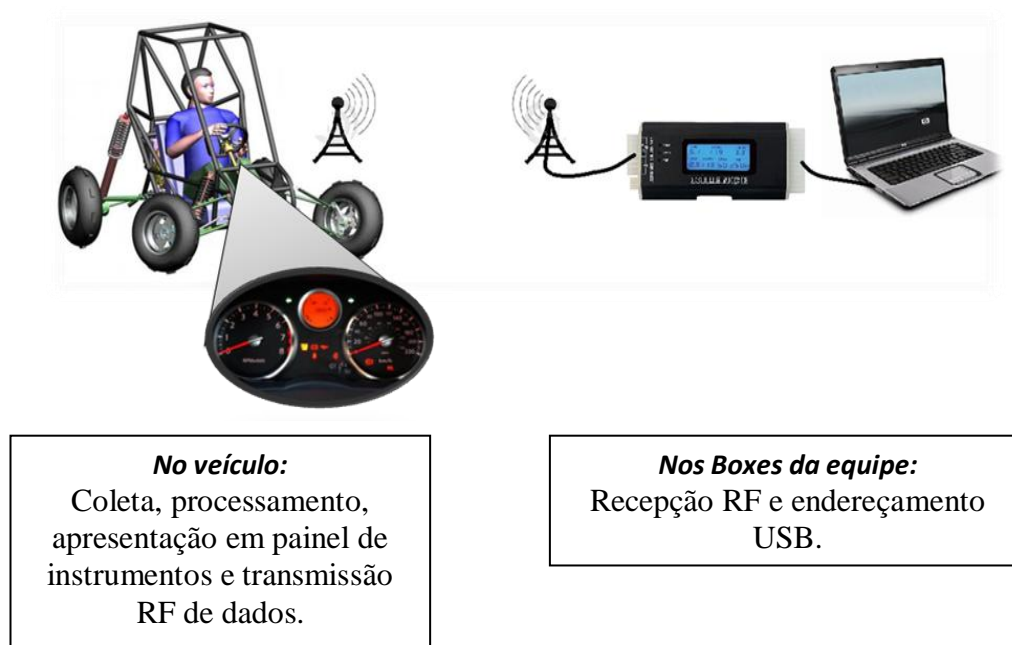 No veículo:
Coleta, processamento,
apresentação em painel de
instrumentos e transmissão
RF de dados.
Nos Boxes da equipe:
Recepção RF e endereçamento
USB.